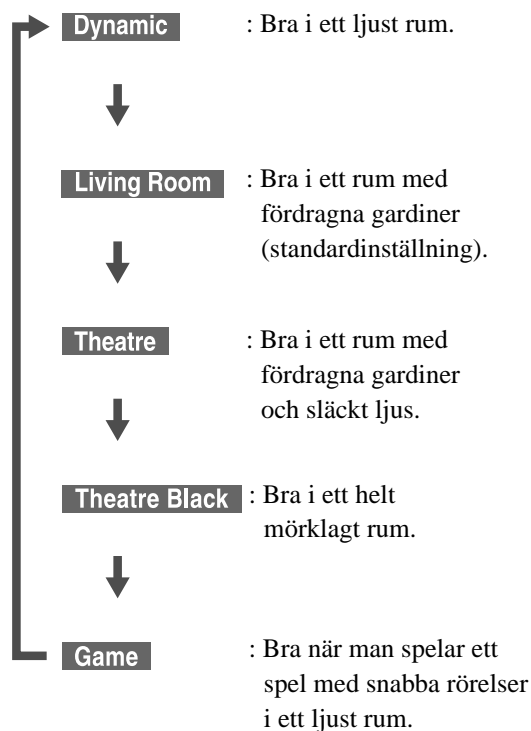 Dynamic : Bra i ett ljust rum.
Living Room : Bra i ett rum med
fördragna gardiner
(standardinställning).
Theatre : Bra i ett rum med
fördragna gardiner
och släckt ljus.
Theatre Black : Bra i ett helt
mörklagt rum.
Game : Bra när man spelar ett
spel med snabba rörelser
i ett ljust rum.